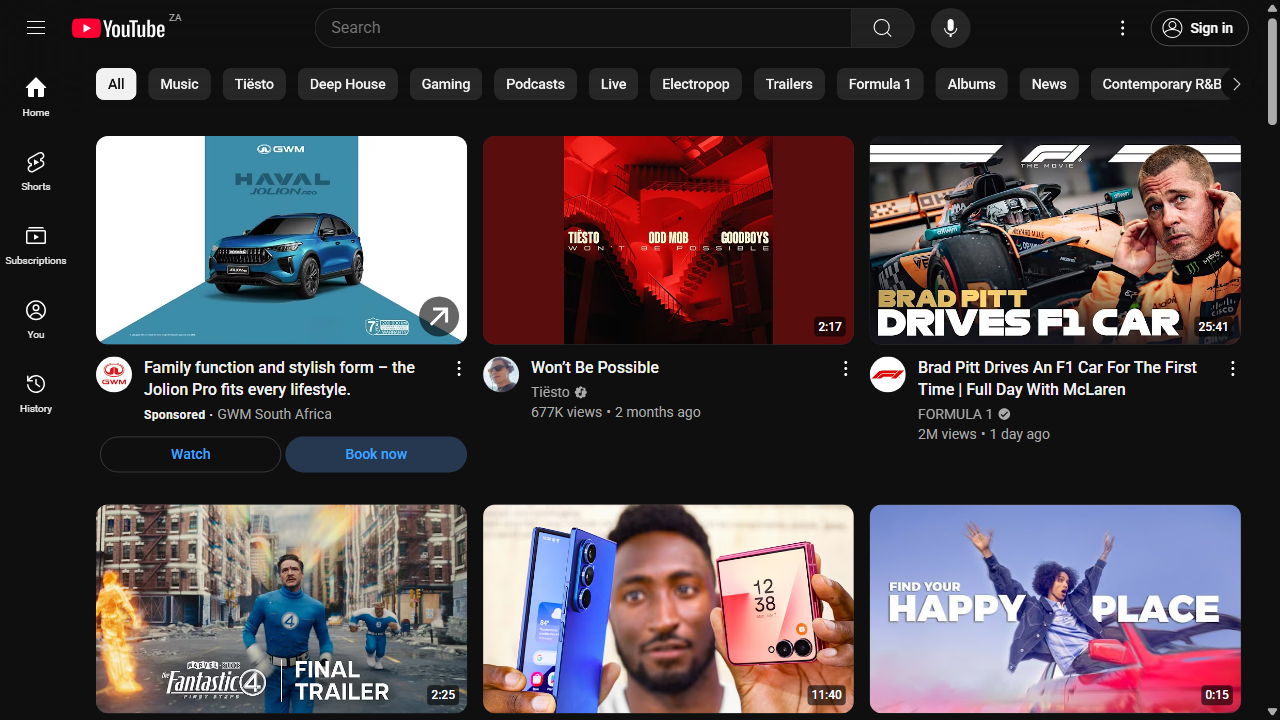 YouTube
ZA
Search
Sign in
Home
Shorts
Subscriptions
You
History
All
Music
Tiësto
Deep House
Gaming
Podcasts
Live
Electropop
Trailers
Formula 1
Albums
News
Contemporary R&B
GWM
HAVAL
JOLION PRO
JOLION
7
GWM
Family function and stylish form – the
Jolion Pro fits every lifestyle.
Sponsored · GWM South Africa
Watch
Book now
TIËSTO ODD MOB GOODBOYS
WON'T BE POSSIBLE
2:17
Won't Be Possible
Tiësto
677K views • 2 months ago
F1
THE MOVIE
BRAD PITT
DRIVES F1 CAR
25:41
Brad Pitt Drives An F1 Car For The First
Time | Full Day With McLaren
FORMULA 1
2M views • 1 day ago
4
MARVEL STUDIOS
the Fantastic 4
FIRST STEPS
FINAL
TRAILER
2:25
84°
12
38
11:40
FIND YOUR
HAPPY PLACE
0:15